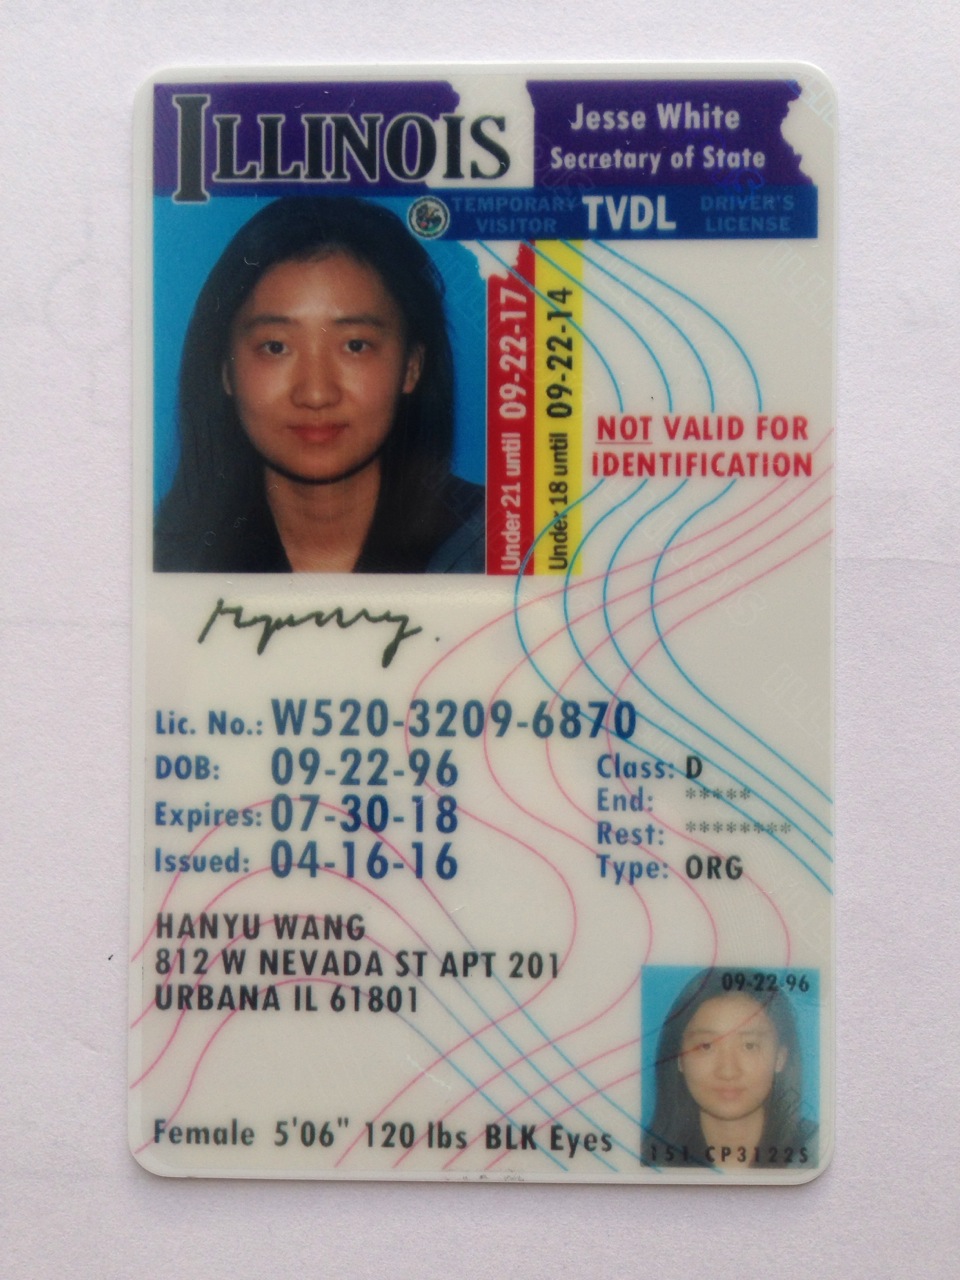 ILLINOIS
Jesse White
Secretary of State
TEMPORARY VISITOR TVDL DRIVER'S LICENSE
Under 21 until 09-22-17
Under 18 until 09-22-14
NOT VALID FOR
IDENTIFICATION
Lic. No.: W520-3209-6870
DOB: 09-22-96
Expires: 07-30-18
Issued: 04-16-16
Class: D
End: *****
Rest: ********
Type: ORG
HANYU WANG
812 W NEVADA ST APT 201
URBANA IL 61801
09-22-96
Female 5'06" 120 lbs BLK Eyes
151 CP3122S